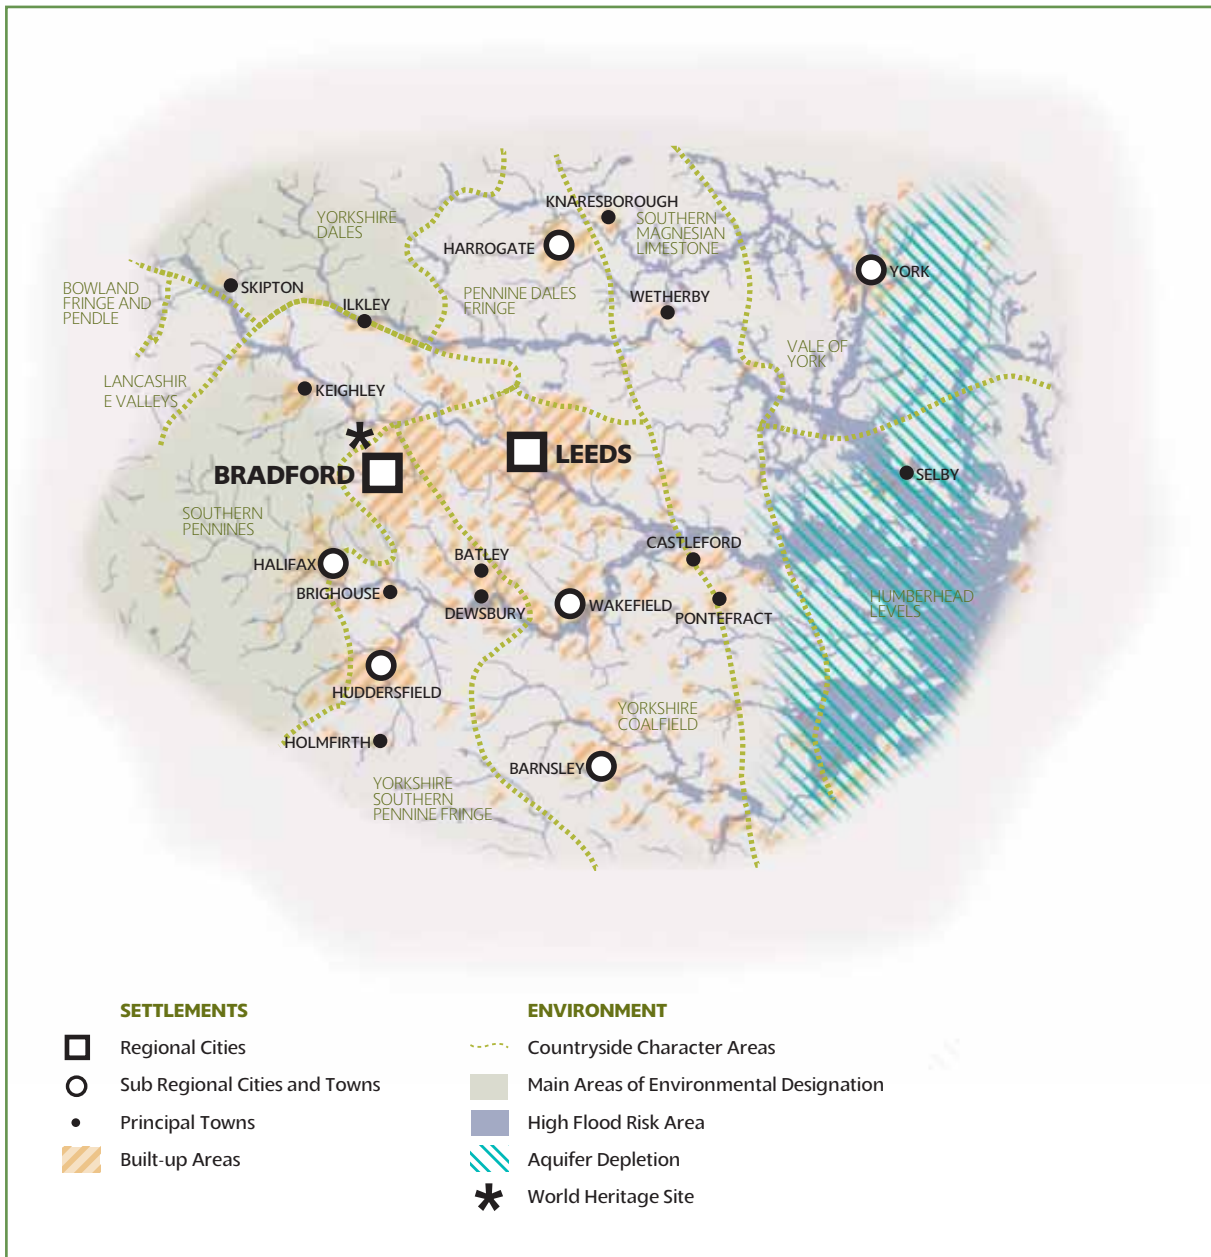 KNARESBOROUGH
YORKSHIRE
DALES
SOUTHERN
MAGNESIAN
LIMESTONE
HARROGATE
YORK
BOWLAND
FRINGE AND
PENDLE
SKIPTON
PENNINE DALES
FRINGE
WETHERBY
ILKLEY
VALE OF
YORK
LANCASHIR
E VALLEYS
KEIGHLEY
LEEDS
BRADFORD
SELBY
SOUTHERN
PENNINES
CASTLEFORD
BATLEY
HALIFAX
BRIGHOUSE
DEWSBURY
WAKEFIELD
PONTEFRACT
HUMBERHEAD
LEVELS
HUDDERSFIELD
YORKSHIRE
COALFIELD
HOLMFIRTH
BARNSLEY
YORKSHIRE
SOUTHERN
PENNINE FRINGE
SETTLEMENTS
Regional Cities
Sub Regional Cities and Towns
Principal Towns
Built-up Areas
ENVIRONMENT
Countryside Character Areas
Main Areas of Environmental Designation
High Flood Risk Area
Aquifer Depletion
World Heritage Site